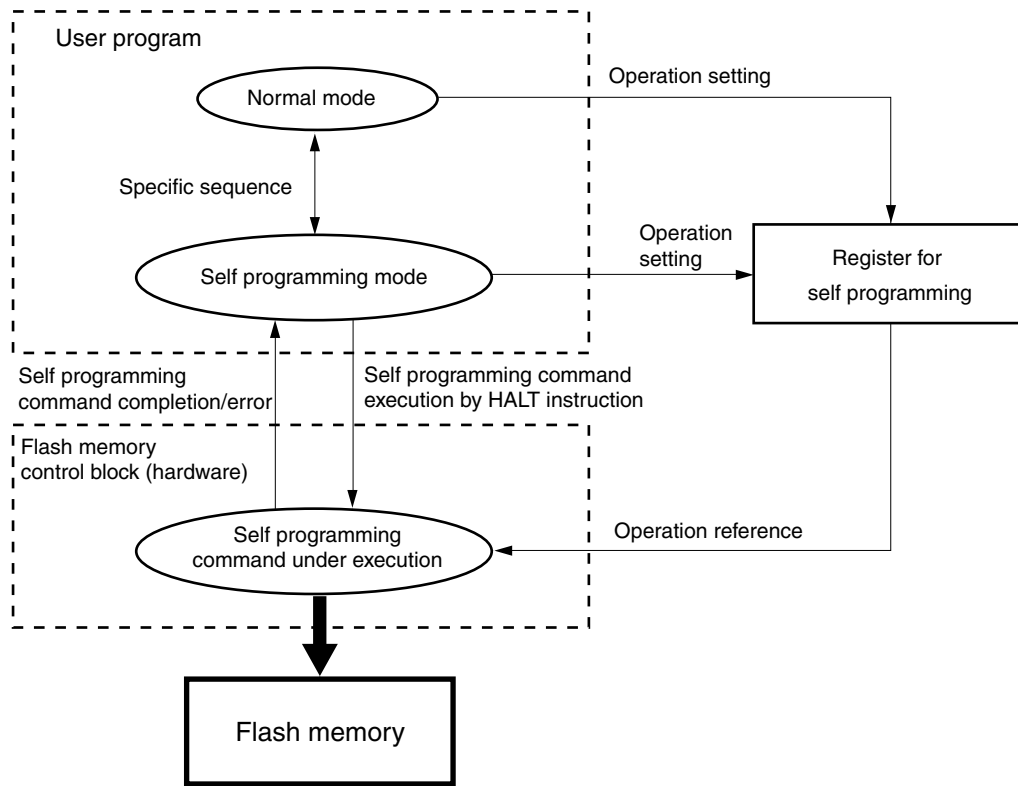 User program
Normal mode
Operation setting
Specific sequence
Operation
setting
Self programming mode
Register for
self programming
Self programming
command completion/error
Self programming command
execution by HALT instruction
Flash memory
control block (hardware)
Self programming
command under execution
Operation reference
Flash memory